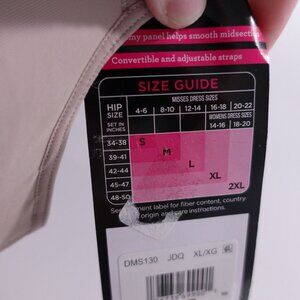 my panel helps smooth midsection
Convertible and adjustable straps
SIZE GUIDE
HIP SIZE SET IN INCHES
MISSES DRESS SIZES
4-6 8-10 12-14 16-18 20-22
WOMENS DRESS SIZES
14-16 18-20
34-38 S
39-41 M
42-44 L
45-47 XL
48-50 2XL
label for fiber content, country
of origin and care instructions.
DMS130 JDQ XL/XG